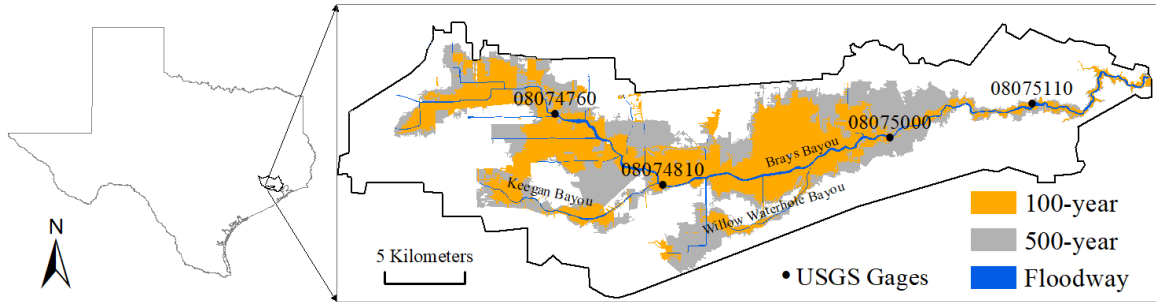 08074760
08075110
08075000
Brays Bayou
08074810
Keegan Bayou
Willow Waterhole Bayou
N
5 Kilometers
USGS Gages
100-year
500-year
Floodway